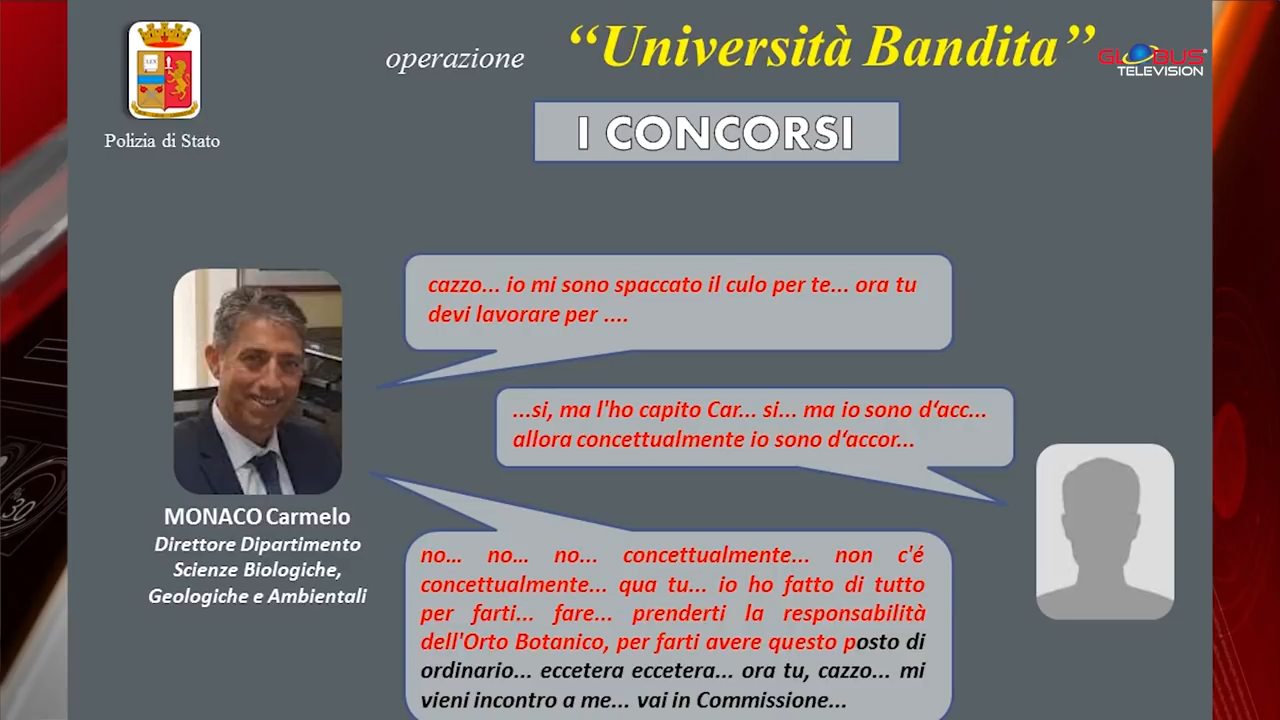 operazione “Università Bandita”
GLOBUS
TELEVISION
I CONCORSI
Polizia di Stato
cazzo... io mi sono spaccato il culo per te... ora tu
devi lavorare per ....
...si, ma l'ho capito Car... si... ma io sono d‘acc...
allora concettualmente io sono d‘accor...
MONACO Carmelo
Direttore Dipartimento
Scienze Biologiche,
Geologiche e Ambientali
no... no... no... concettualmente... non c'é
concettualmente... qua tu... io ho fatto di tutto
per farti... fare... prenderti la responsabilità
dell'Orto Botanico, per farti avere questo posto di
ordinario... eccetera eccetera... ora tu, cazzo... mi
vieni incontro a me... vai in Commissione...
30